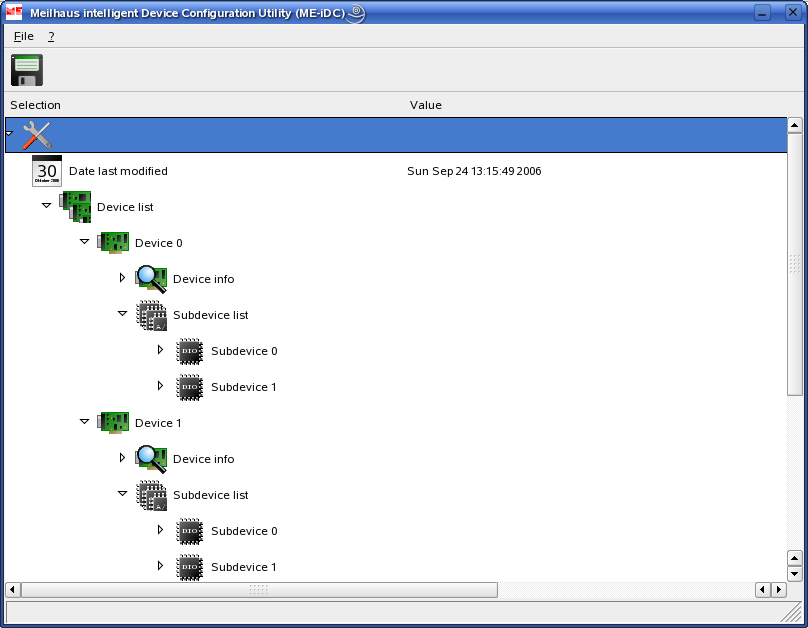 ME Meilhaus intelligent Device Configuration Utility (ME-iDC)
File ?
Selection Value
30 Date last modified Sun Sep 24 13:15:49 2006
Device list
Device 0
Device info
A/ Subdevice list
DIO Subdevice 0
DIO Subdevice 1
Device 1
Device info
A/ Subdevice list
DIO Subdevice 0
DIO Subdevice 1